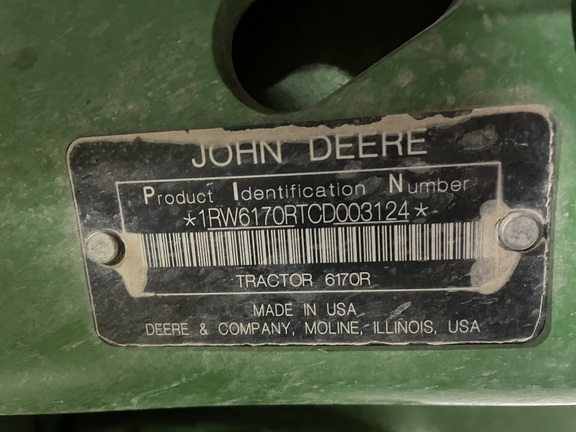 JOHN DEERE
Product Identification Number
*1RW6170RTCD003124*
TRACTOR 6170R
MADE IN USA
DEERE & COMPANY, MOLINE, ILLINOIS, USA